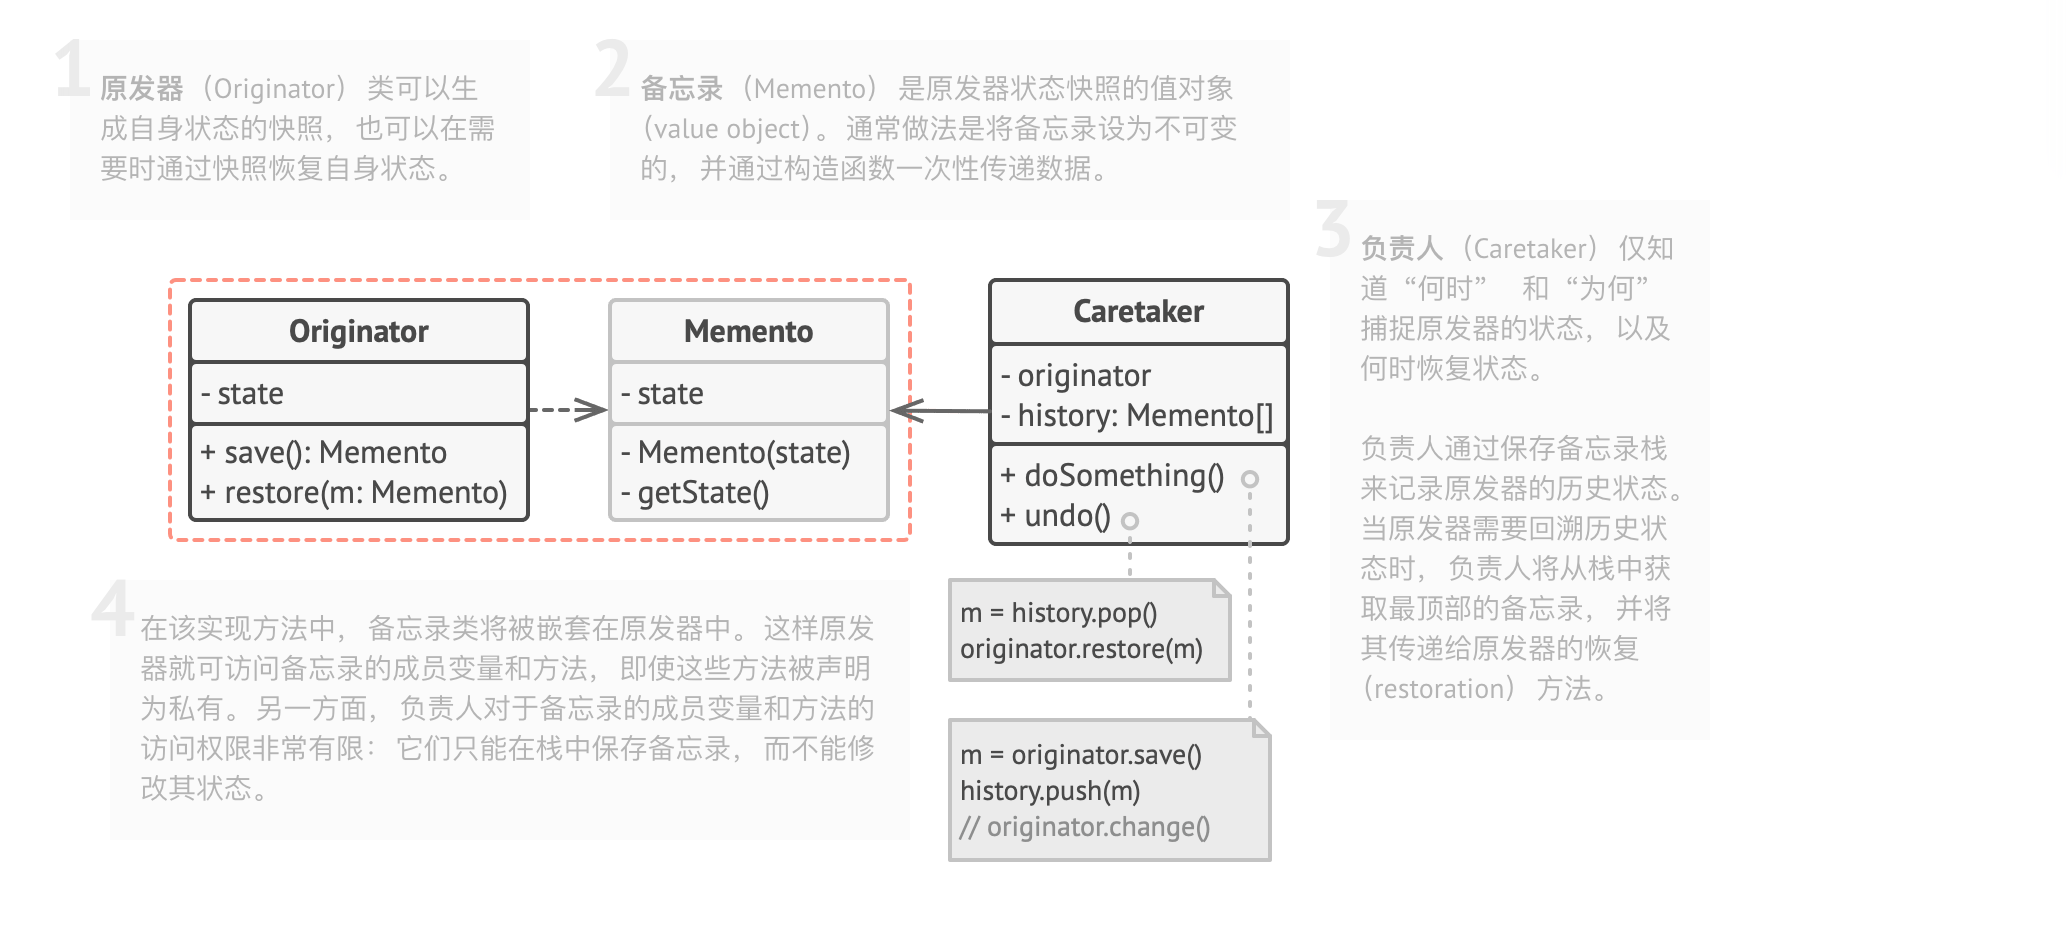 1
原发器（Originator） 类可以生
成自身状态的快照， 也可以在需
要时通过快照恢复自身状态。
2
备忘录（Memento） 是原发器状态快照的值对象
（value object）。 通常做法是将备忘录设为不可变
的， 并通过构造函数一次性传递数据。
3
负责人（Caretaker） 仅知
道 “何时” 和 “为何”
捕捉原发器的状态， 以及
何时恢复状态。
负责人通过保存备忘录栈
来记录原发器的历史状态。
当原发器需要回溯历史状
态时， 负责人将从栈中获
取最顶部的备忘录， 并将
其传递给原发器的恢复
（restoration） 方法。
Originator
- state
+ save(): Memento
+ restore(m: Memento)
Memento
- state
- Memento(state)
- getState()
Caretaker
- originator
- history: Memento[]
+ doSomething()
+ undo()
m = history.pop()
originator.restore(m)
m = originator.save()
history.push(m)
// originator.change()
4
在该实现方法中， 备忘录类将被嵌套在原发器中。 这样原发
器就可访问备忘录的成员变量和方法， 即使这些方法被声明
为私有。 另一方面， 负责人对于备忘录的成员变量和方法的
访问权限非常有限： 它们只能在栈中保存备忘录， 而不能修
改其状态。